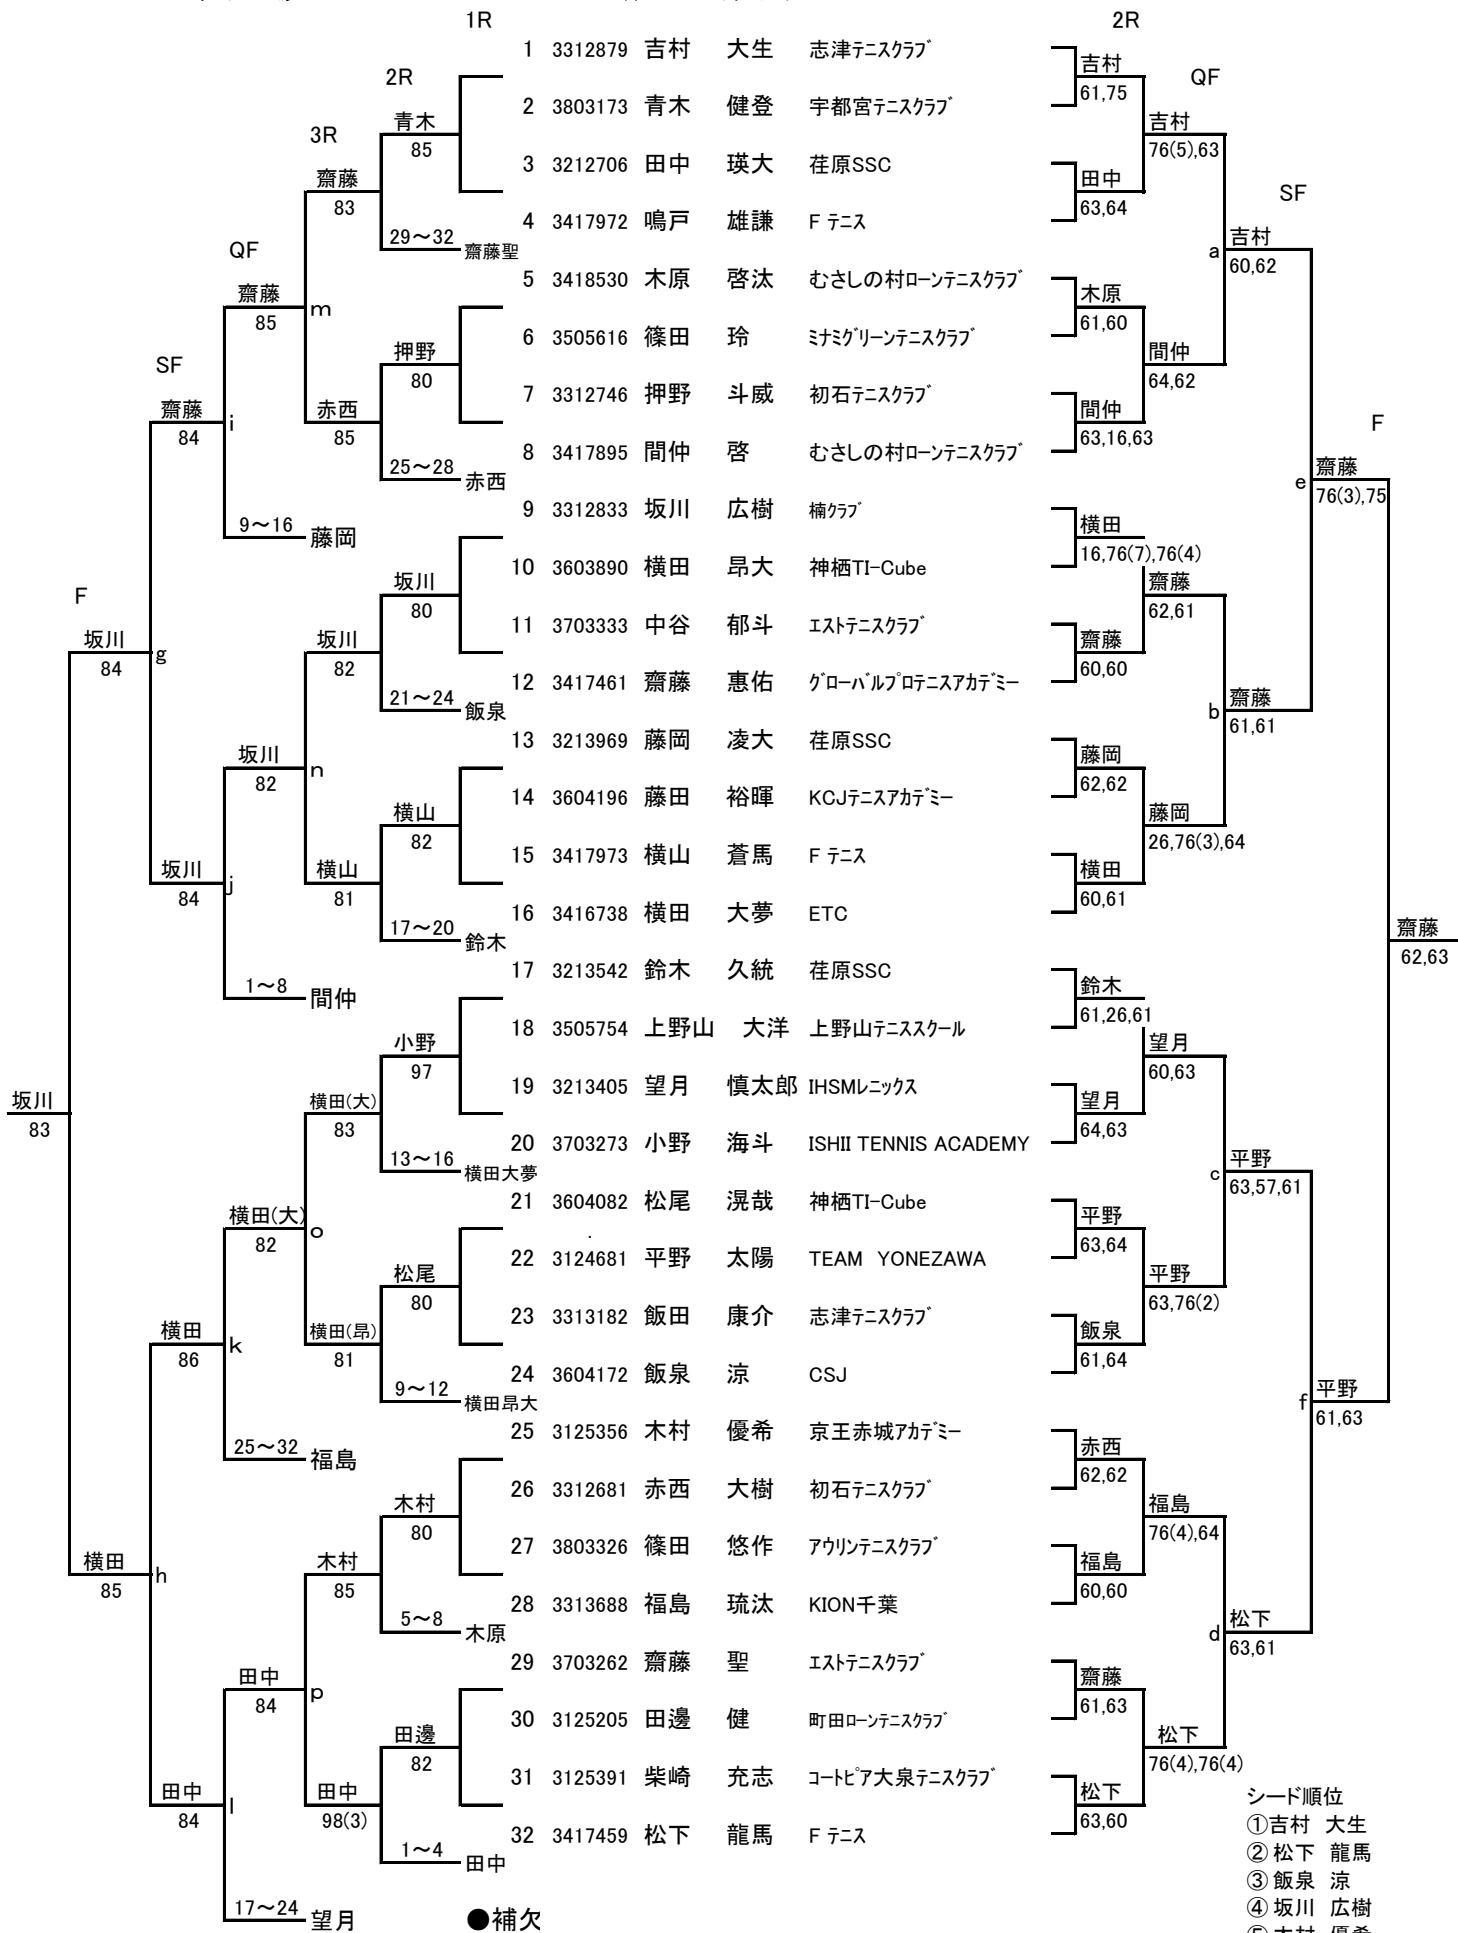 1R
2R
1 3312879 吉村 大生 志津テニスクラブ
2 3803173 青木 健登 宇都宮テニスクラブ
3 3212706 田中 瑛大 荏原SSC
4 3417972 鳴戸 雄謙 F テニス
5 3418530 木原 啓汰 むさしの村ローンテニスクラブ
6 3505616 篠田 玲 ミナミグリーンテニスクラブ
7 3312746 押野 斗威 初石テニスクラブ
8 3417895 間仲 啓 むさしの村ローンテニスクラブ
9 3312833 坂川 広樹 楠クラブ
10 3603890 横田 昂大 神栖TI-Cube
11 3703333 中谷 郁斗 エストテニスクラブ
12 3417461 齋藤 惠佑 グローバルプロテニスアカデミー
13 3213969 藤岡 凌大 荏原SSC
14 3604196 藤田 裕暉 KCJテニスアカデミー
15 3417973 横山 蒼馬 F テニス
16 3416738 横田 大夢 ETC
17 3213542 鈴木 久統 荏原SSC
18 3505754 上野山 大洋 上野山テニススクール
19 3213405 望月 慎太郎 IHSMレニックス
20 3703273 小野 海斗 ISHII TENNIS ACADEMY
21 3604082 松尾 滉哉 神栖TI-Cube
22 3124681 平野 太陽 TEAM YONEZAWA
23 3313182 飯田 康介 志津テニスクラブ
24 3604172 飯泉 涼 CSJ
25 3125356 木村 優希 京王赤城アカデミー
26 3312681 赤西 大樹 初石テニスクラブ
27 3803326 篠田 悠作 アウリンテニスクラブ
28 3313688 福島 琉汰 KION千葉
29 3703262 齋藤 聖 エストテニスクラブ
30 3125205 田邊 健 町田ローンテニスクラブ
31 3125391 柴崎 充志 コートピア大泉テニスクラブ
32 3417459 松下 龍馬 F テニス
●補欠
吉村
61,75
田中
63,64
木原
61,60
間仲
63,16,63
横田
16,76(7),76(4)
齋藤
60,60
藤岡
62,62
横田
60,61
鈴木
61,26,61
望月
64,63
平野
63,64
飯泉
61,64
赤西
62,62
福島
60,60
齋藤
61,63
松下
63,60
QF
吉村
76(5),63
間仲
64,62
齋藤
62,61
藤岡
26,76(3),64
望月
60,63
平野
63,76(2)
福島
76(4),64
松下
76(4),76(4)
SF
a
吉村
60,62
b
齋藤
61,61
c
平野
63,57,61
d
松下
63,61
F
e
齋藤
76(3),75
f
平野
61,63
齋藤
62,63
シード順位
①吉村 大生
②松下 龍馬
③飯泉 涼
④坂川 広樹
⑤木村 優希
2R
青木
85
29～32
齋藤聖
押野
80
25～28
赤西
坂川
80
21～24
飯泉
横山
82
17～20
鈴木
小野
97
13～16
横田大夢
松尾
80
9～12
横田昂大
木村
80
5～8
木原
田邊
82
1～4
田中
3R
齋藤
83
赤西
85
坂川
82
横山
81
横田(大)
83
横田(昂)
81
木村
85
田中
98(3)
QF
齋藤
85
m
9～16
藤岡
坂川
82
n
1～8
間仲
横田(大)
82
o
25～32
福島
田中
84
p
17～24
望月
SF
齋藤
84
i
坂川
84
j
横田
86
k
田中
84
l
F
坂川
84
g
横田
85
h
坂川
83